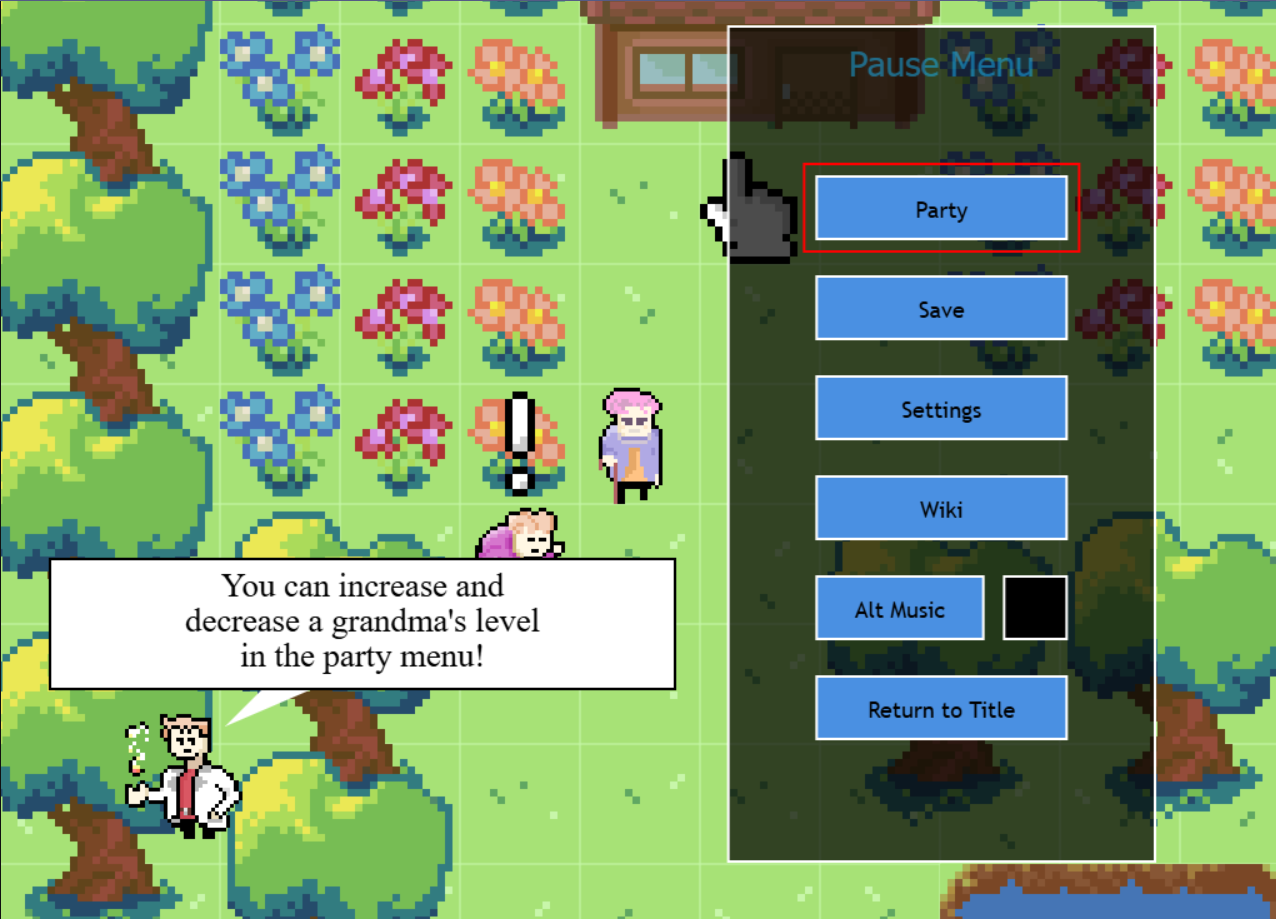 Pause Menu
Party
Save
Settings
Wiki
Alt Music
Return to Title
You can increase and
decrease a grandma's level
in the party menu!